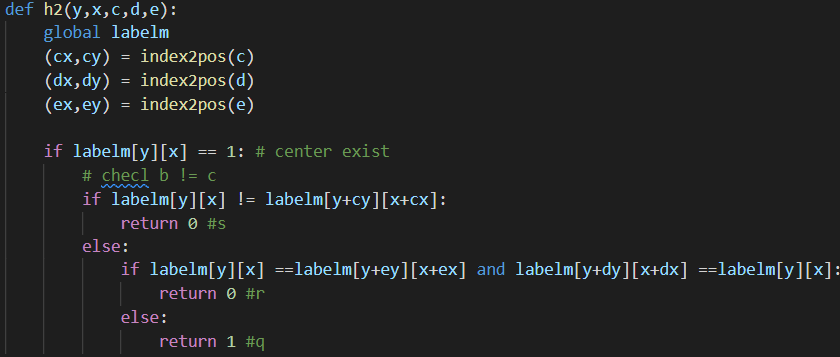 def h2(y,x,c,d,e):
    global labelm
    (cx,cy) = index2pos(c)
    (dx,dy) = index2pos(d)
    (ex,ey) = index2pos(e)

    if labelm[y][x] == 1: # center exist
        # checl b != c
        if labelm[y][x] != labelm[y+cy][x+cx]:
            return 0 #s
        else:
            if labelm[y][x] ==labelm[y+ey][x+ex] and labelm[y+dy][x+dx] ==labelm[y][x]:
                return 0 #r
            else:
                return 1 #q